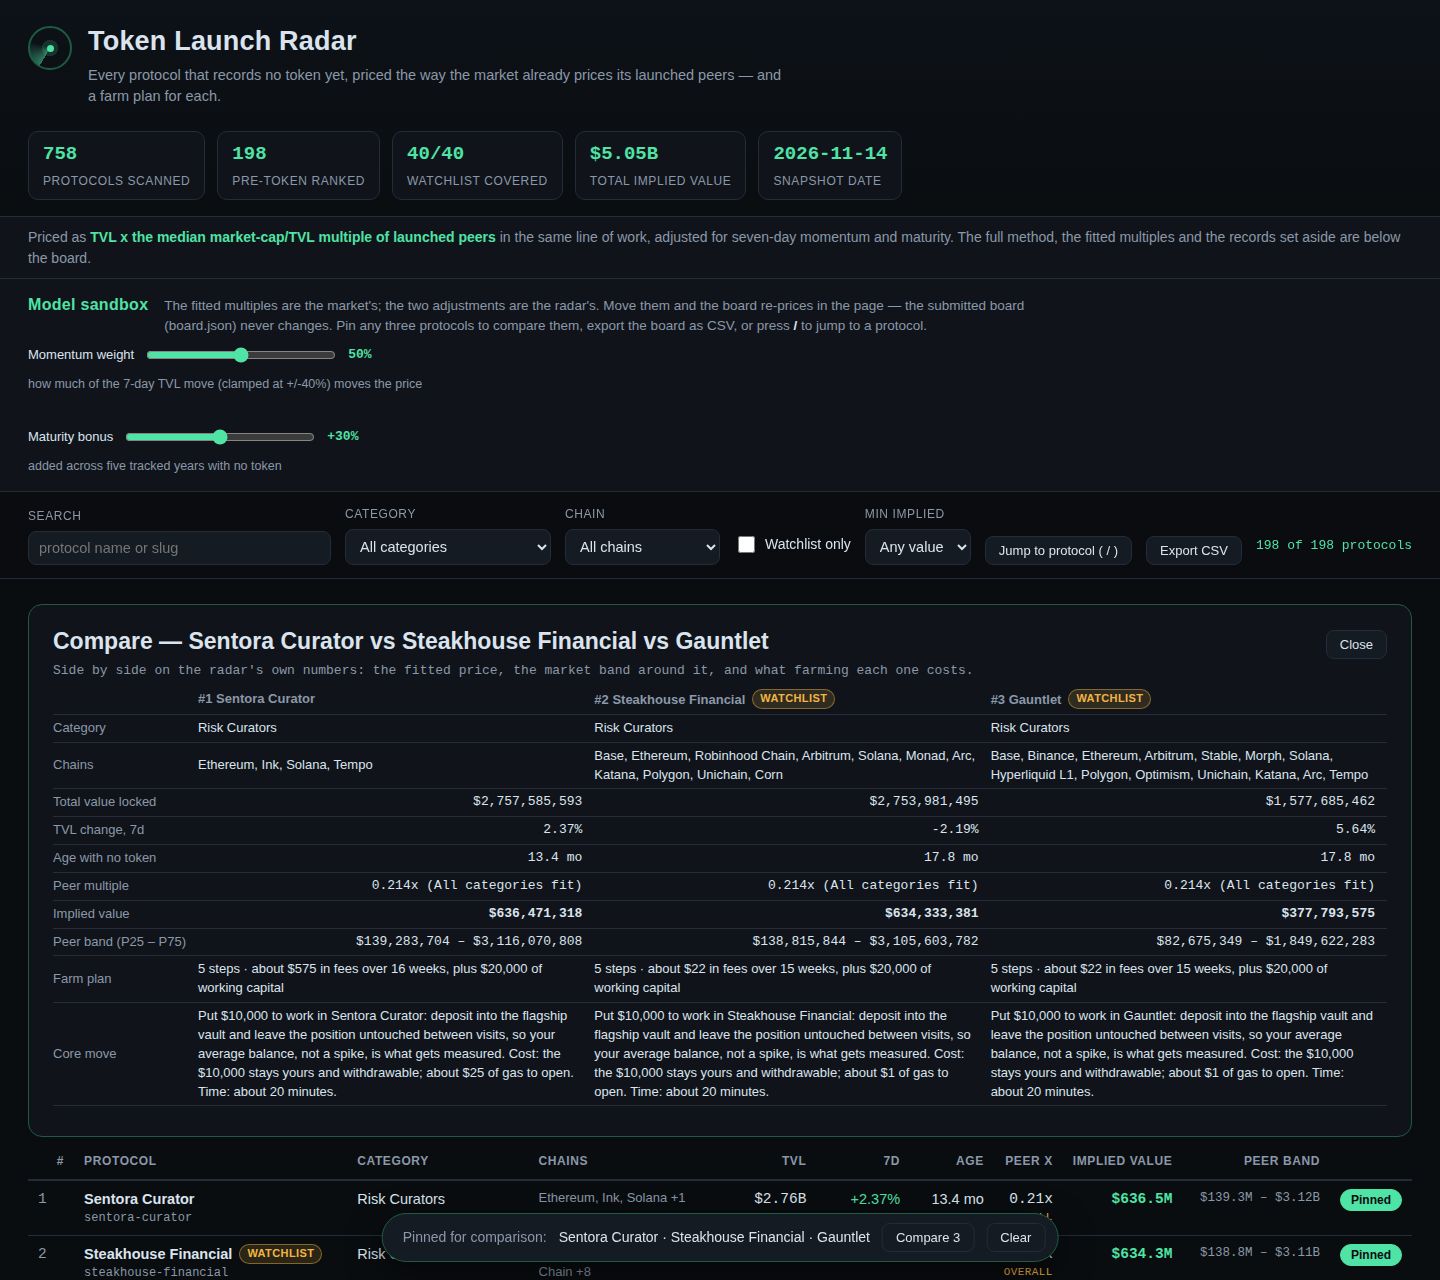 Token Launch Radar
Every protocol that records no token yet, priced the way the market already prices its launched peers — and
a farm plan for each.
758
PROTOCOLS SCANNED
198
PRE-TOKEN RANKED
40/40
WATCHLIST COVERED
$5.05B
TOTAL IMPLIED VALUE
2026-11-14
SNAPSHOT DATE
Priced as TVL x the median market-cap/TVL multiple of launched peers in the same line of work, adjusted for seven-day momentum and maturity. The full method, the fitted multiples and the records set aside are below
the board.
Model sandbox
The fitted multiples are the market's; the two adjustments are the radar's. Move them and the board re-prices in the page — the submitted board
(board.json) never changes. Pin any three protocols to compare them, export the board as CSV, or press / to jump to a protocol.
Momentum weight 50%
how much of the 7-day TVL move (clamped at +/-40%) moves the price
Maturity bonus +30%
added across five tracked years with no token
SEARCH
protocol name or slug
CATEGORY
All categories
CHAIN
All chains
Watchlist only
MIN IMPLIED
Any value
Jump to protocol ( / )
Export CSV
198 of 198 protocols
Compare — Sentora Curator vs Steakhouse Financial vs Gauntlet
Close
Side by side on the radar's own numbers: the fitted price, the market band around it, and what farming each one costs.
#1 Sentora Curator #2 Steakhouse Financial WATCHLIST #3 Gauntlet WATCHLIST
Category Risk Curators Risk Curators Risk Curators
Chains
Ethereum, Ink, Solana, Tempo
Base, Ethereum, Robinhood Chain, Arbitrum, Solana, Monad, Arc,
Katana, Polygon, Unichain, Corn
Base, Binance, Ethereum, Arbitrum, Stable, Morph, Solana,
Hyperliquid L1, Polygon, Optimism, Unichain, Katana, Arc, Tempo
Total value locked $2,757,585,593 $2,753,981,495 $1,577,685,462
TVL change, 7d 2.37% -2.19% 5.64%
Age with no token 13.4 mo 17.8 mo 17.8 mo
Peer multiple 0.214x (All categories fit) 0.214x (All categories fit) 0.214x (All categories fit)
Implied value $636,471,318 $634,333,381 $377,793,575
Peer band (P25 – P75) $139,283,704 – $3,116,070,808 $138,815,844 – $3,105,603,782 $82,675,349 – $1,849,622,283
Farm plan
5 steps · about $575 in fees over 16 weeks, plus $20,000 of
working capital
5 steps · about $22 in fees over 15 weeks, plus $20,000 of
working capital
5 steps · about $22 in fees over 15 weeks, plus $20,000 of
working capital
Core move
Put $10,000 to work in Sentora Curator: deposit into the flagship
vault and leave the position untouched between visits, so your
average balance, not a spike, is what gets measured. Cost: the
$10,000 stays yours and withdrawable; about $25 of gas to open.
Time: about 20 minutes.
Put $10,000 to work in Steakhouse Financial: deposit into the
flagship vault and leave the position untouched between visits, so
your average balance, not a spike, is what gets measured. Cost:
the $10,000 stays yours and withdrawable; about $1 of gas to
open. Time: about 20 minutes.
Put $10,000 to work in Gauntlet: deposit into the flagship vault and
leave the position untouched between visits, so your average
balance, not a spike, is what gets measured. Cost: the $10,000
stays yours and withdrawable; about $1 of gas to open. Time:
about 20 minutes.
# PROTOCOL CATEGORY CHAINS TVL 7D AGE PEER X IMPLIED VALUE PEER BAND
1 Sentora Curator Risk Curators Ethereum, Ink, Solana +1 $2.76B +2.37% 13.4 mo 0.21x $636.5M $139.3M – $3.12B Pinned
sentora-curator
Pinned for comparison: Sentora Curator · Steakhouse Financial · Gauntlet Compare 3 Clear
2 Steakhouse Financial WATCHLIST Risk $634.3M $138.8M – $3.11B Pinned
steakhouse-financial Chain +8 OVERALL